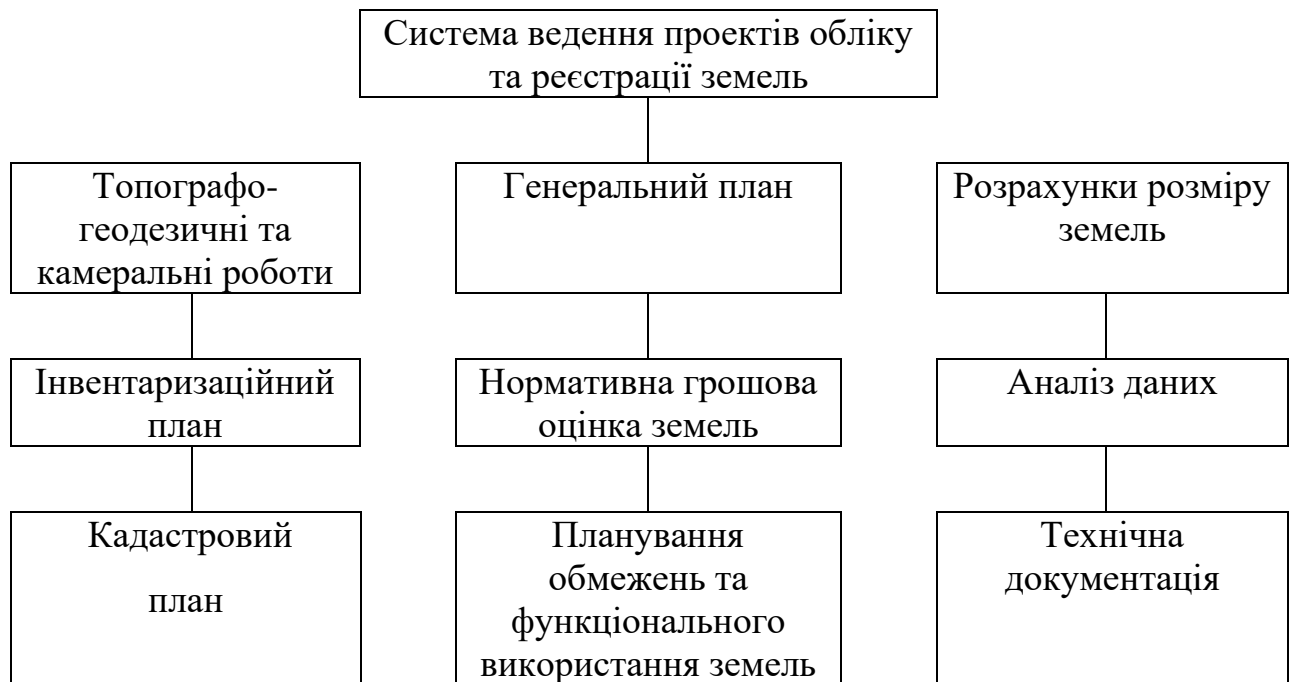 Система ведення проектів обліку
та реєстрації земель
Топографо-
геодезичні та
камеральні роботи
Генеральний план
Розрахунки розміру
земель
Інвентаризаційний
план
Нормативна грошова
оцінка земель
Аналіз даних
Кадастровий
план
Планування
обмежень та
функціонального
використання земель
Технічна
документація